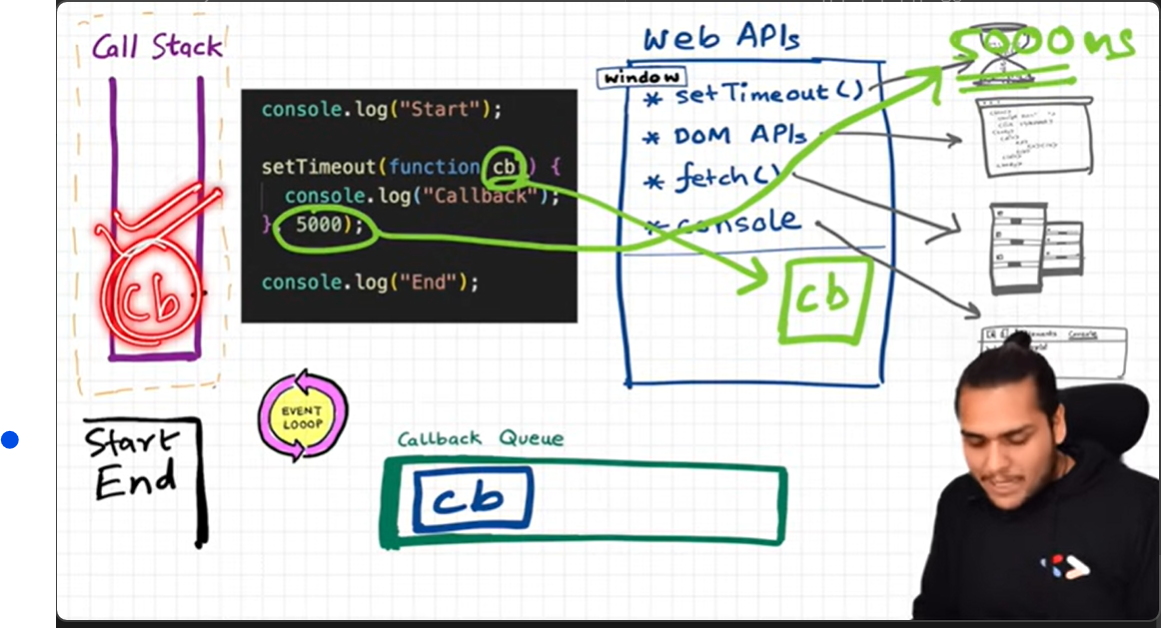 Call Stack
cb
Start
End
console.log("Start");
setTimeout(function cb() {
console.log("Callback");
}, 5000);
console.log("End");
EVENT
LOOOP
Web APIs
window
* setTimeout()
* DOM APIs
* fetch()
* console
cb
5000ms
Console
Callback Queue
cb